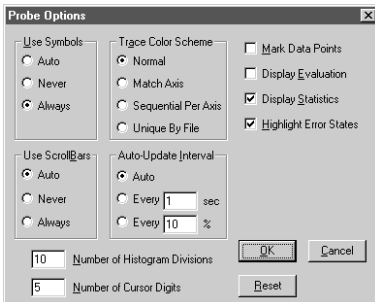 Probe Options
Use Symbols
Auto
Never
Always
Trace Color Scheme
Normal
Match Axis
Sequential Per Axis
Unique By File
Mark Data Points
Display Evaluation
Display Statistics
Highlight Error States
Use ScrollBars
Auto
Never
Always
Auto-Update Interval
Auto
Every 1 sec
Every 10 %
10 Number of Histogram Divisions
5 Number of Cursor Digits
OK
Cancel
Reset